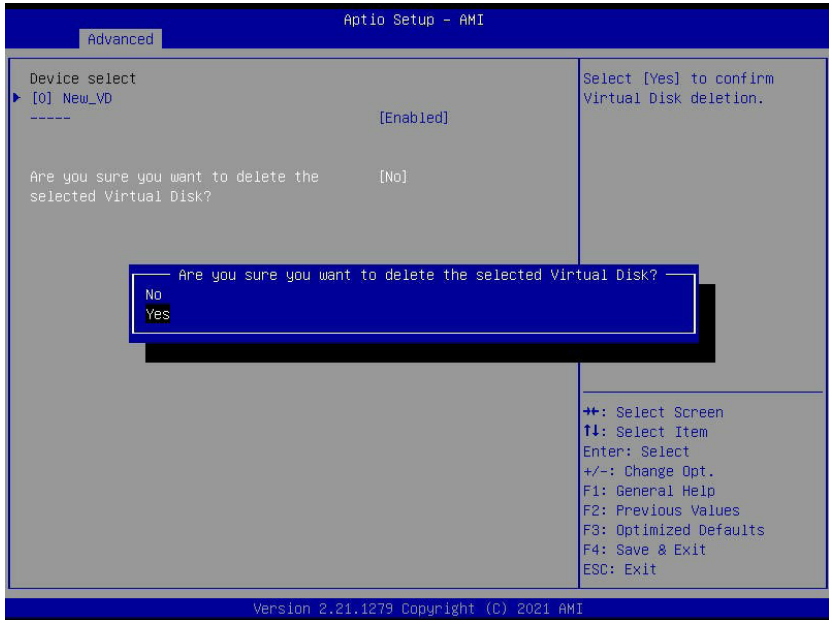 Aptio Setup - AMI
Advanced
Device select
[0] New_VD
-----
[Enabled]
Are you sure you want to delete the
selected Virtual Disk?
[No]
Select [Yes] to confirm
Virtual Disk deletion.
Are you sure you want to delete the selected Virtual Disk?
No
Yes
→←: Select Screen
↑↓: Select Item
Enter: Select
+/-: Change Opt.
F1: General Help
F2: Previous Values
F3: Optimized Defaults
F4: Save & Exit
ESC: Exit
Version 2.21.1279 Copyright (C) 2021 AMI